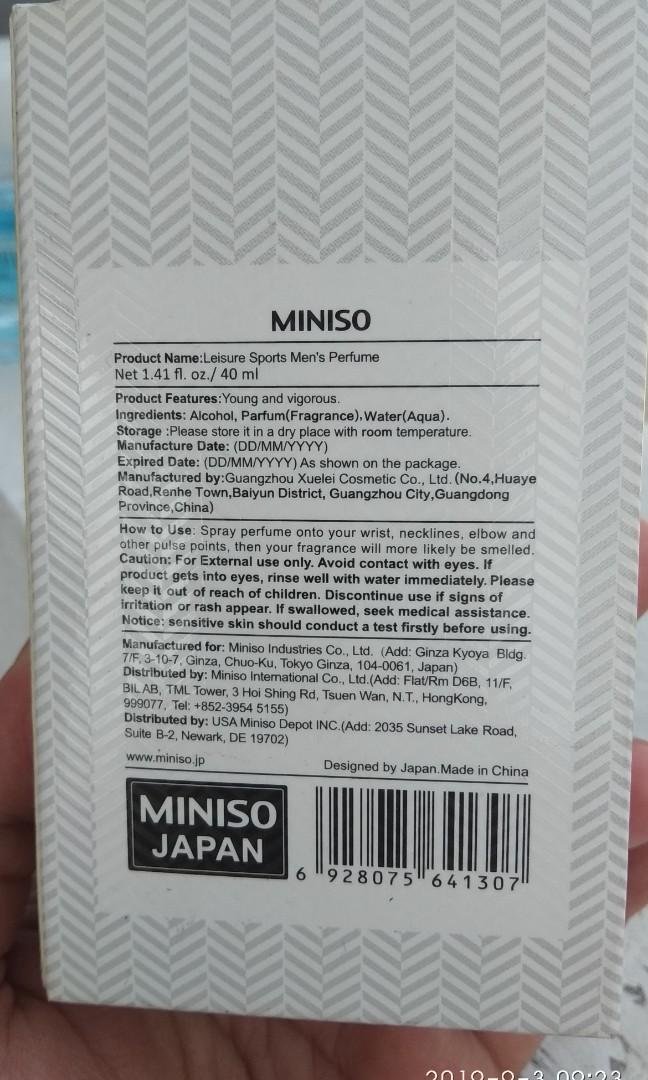 MINISO
Product Name:Leisure Sports Men's Perfume
Net 1.41 fl. oz./ 40 ml
Product Features:Young and vigorous.
Ingredients: Alcohol, Parfum(Fragrance),Water(Aqua).
Storage :Please store it in a dry place with room temperature.
Manufacture Date: (DD/MM/YYYY)
Expired Date: (DD/MM/YYYY) As shown on the package.
Manufactured by:Guangzhou Xuelei Cosmetic Co., Ltd. (No.4,Huaye
Road,Renhe Town,Baiyun District, Guangzhou City,Guangdong
Province,China)
How to Use: Spray perfume onto your wrist, necklines, elbow and
other pulse points, then your fragrance will more likely be smelled.
Caution: For External use only. Avoid contact with eyes. If
product gets into eyes, rinse well with water immediately. Please
keep it out of reach of children. Discontinue use if signs of
irritation or rash appear. If swallowed, seek medical assistance.
Notice: sensitive skin should conduct a test firstly before using.
Manufactured for: Miniso Industries Co., Ltd. (Add: Ginza Kyoya Bldg.
7/F, 3-10-7, Ginza, Chuo-Ku, Tokyo Ginza, 104-0061, Japan)
Distributed by: Miniso International Co., Ltd.(Add: Flat/Rm D6B, 11/F,
BILAB, TML Tower, 3 Hoi Shing Rd, Tsuen Wan, N.T., HongKong,
999077, Tel: +852-3954 5155)
Distributed by: USA Miniso Depot INC.(Add: 2035 Sunset Lake Road,
Suite B-2, Newark, DE 19702)
www.miniso.jp
Designed by Japan.Made in China
MINISO
JAPAN
6 928075 641307
2019-9-3 09:23